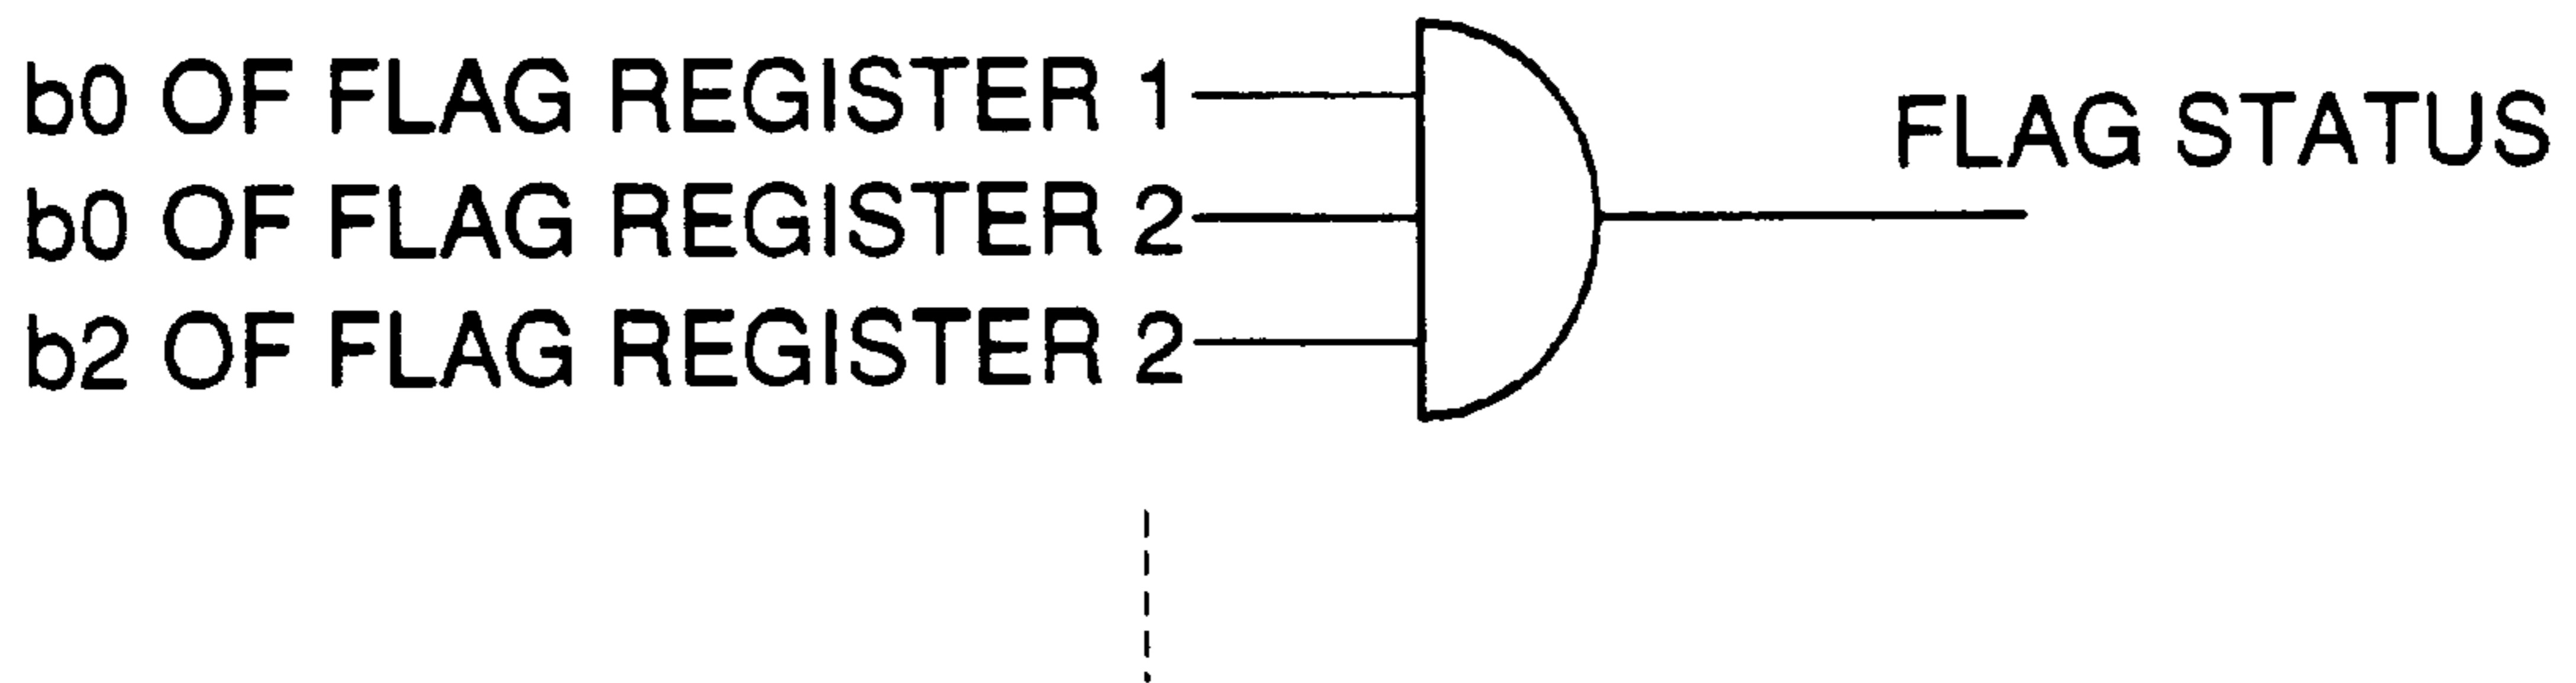 b0 OF FLAG REGISTER 1
FLAG STATUS
b0 OF FLAG REGISTER 2
b2 OF FLAG REGISTER 2